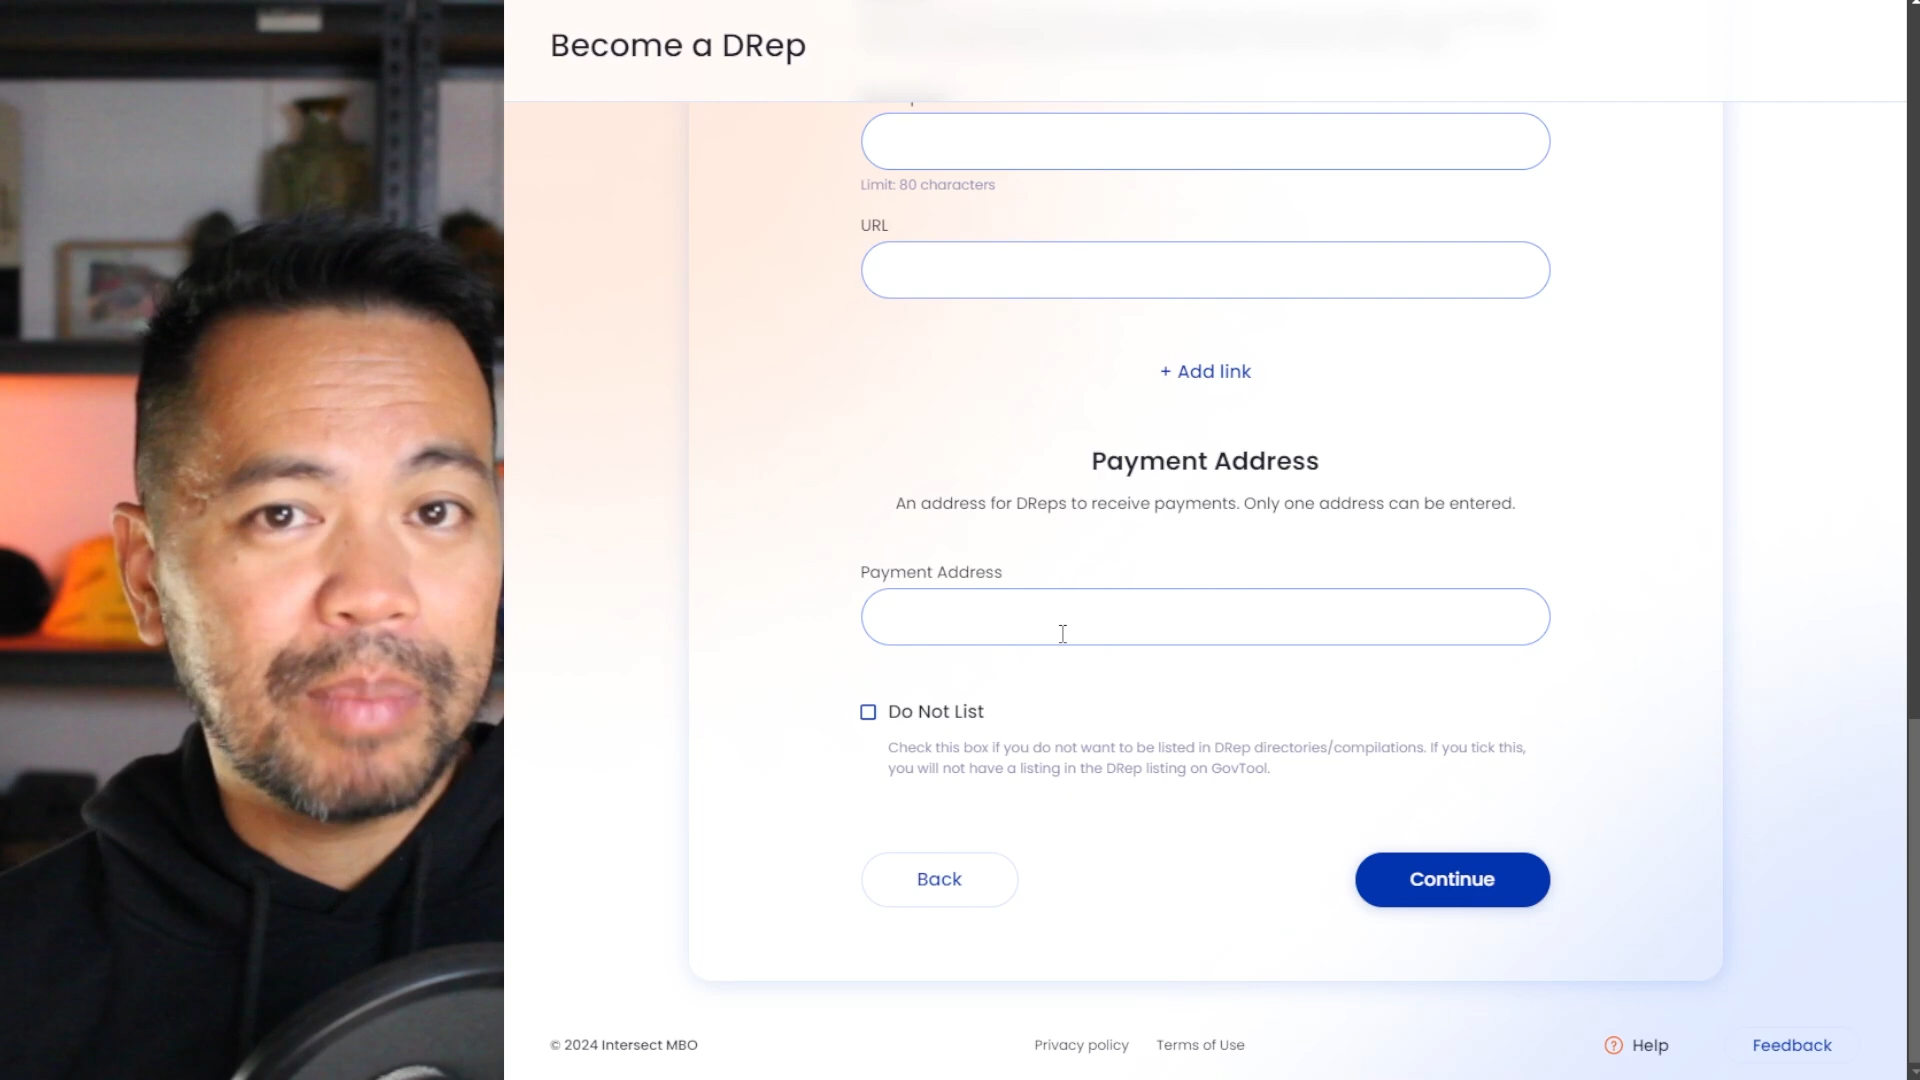 Become a DRep
Limit: 80 characters
URL
+ Add link
Payment Address
An address for DReps to receive payments. Only one address can be entered.
Payment Address
Do Not List
Check this box if you do not want to be listed in DRep directories/compilations. If you tick this,
you will not have a listing in the DRep listing on GovTool.
Back
Continue
© 2024 Intersect MBO
Privacy policy
Terms of Use
Help
Feedback